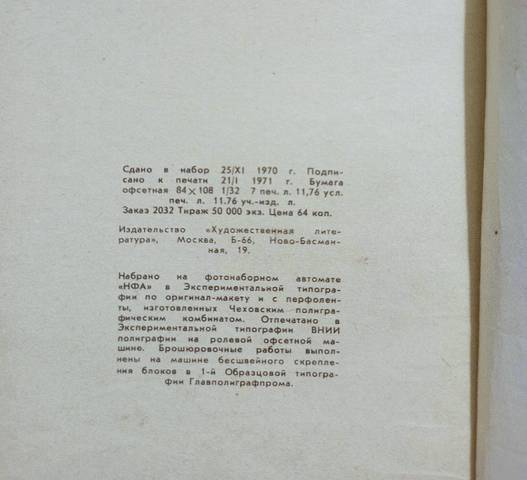 Сдано в набор 25/XI 1970 г. Подпи-
сано к печати 21/I 1971 г. Бумага
офсетная 84×108 1/32 7 печ. л. 11,76 усл.
печ. л. 11.76 уч.-изд. л.
Заказ 2032 Тираж 50 000 экз. Цена 64 коп.
Издательство «Художественная лите-
ратура», Москва, Б-66, Ново-Басман-
ная, 19.
Набрано на фотонаборном автомате
«НФА» в Экспериментальной типогра-
фии по оригинал-макету и с перфолен-
ты, изготовленных Чеховским полигра-
фическим комбинатом. Отпечатано в
Экспериментальной типографии ВНИИ
полиграфии на ролевой офсетной ма-
шине. Брошюровочные работы выпол-
нены на машине бесшвейного скрепле-
ния блоков в 1-й Образцовой типогра-
фии Главполиграфпрома.